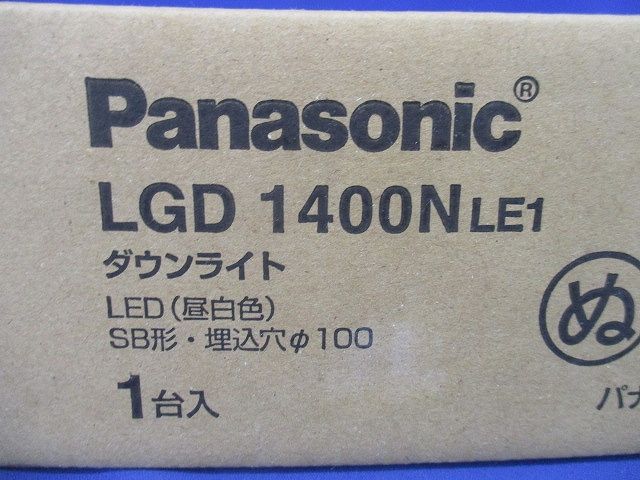 Panasonic®
LGD 1400N LE1
ダウンライト
LED（昼白色）
SB形・埋込穴φ100
1台入
ぬ
パナ